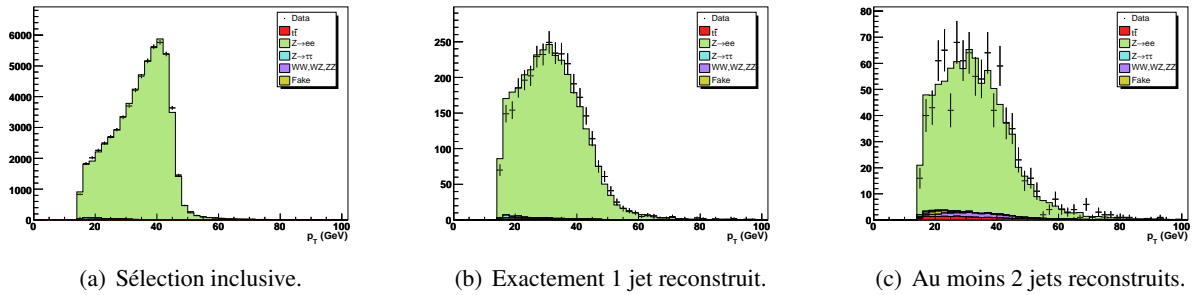 Data
tt̄
Z→ee
Z→ττ
WW,WZ,ZZ
Fake
6000
5000
4000
3000
2000
1000
0
0 20 40 60 80 100
p_T (GeV)
(a) Sélection inclusive.
Data
tt̄
Z→ee
Z→ττ
WW,WZ,ZZ
Fake
250
200
150
100
50
0
0 20 40 60 80 100
p_T (GeV)
(b) Exactement 1 jet reconstruit.
Data
tt̄
Z→ee
Z→ττ
WW,WZ,ZZ
Fake
80
70
60
50
40
30
20
10
0
0 20 40 60 80 100
p_T (GeV)
(c) Au moins 2 jets reconstruits.